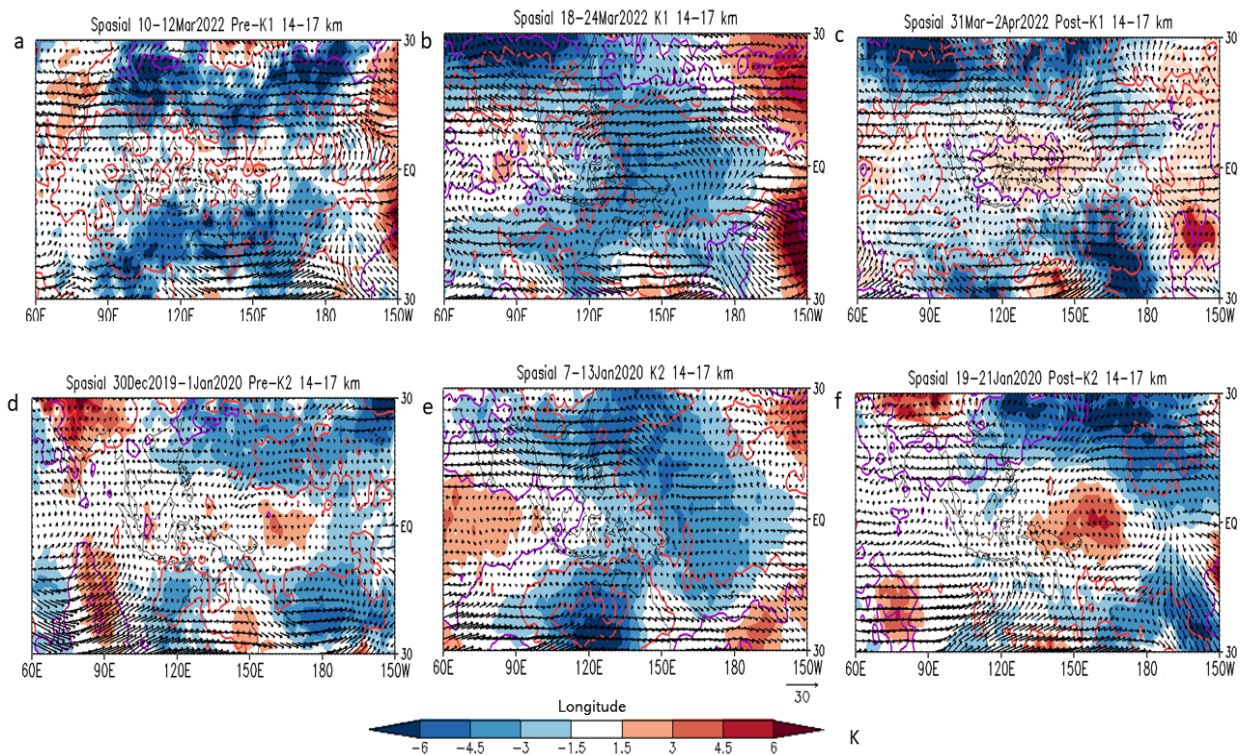 a
Spasial 10-12Mar2022 Pre-K1 14-17 km
30
EQ
30
60E 90E 120E 150E 180 150W
b
Spasial 18-24Mar2022 K1 14-17 km
30
EQ
30
60E 90E 120E 150E 180 150W
c
Spasial 31Mar-2Apr2022 Post-K1 14-17 km
30
EQ
30
60E 90E 120E 150E 180 150W
d
Spasial 30Dec2019-1Jan2020 Pre-K2 14-17 km
30
EQ
30
60E 90E 120E 150E 180 150W
e
Spasial 7-13Jan2020 K2 14-17 km
30
EQ
30
60E 90E 120E 150E 180 150W
f
Spasial 19-21Jan2020 Post-K2 14-17 km
30
EQ
30
60E 90E 120E 150E 180 150W
30
Longitude
-6 -4.5 -3 -1.5 1.5 3 4.5 6
K